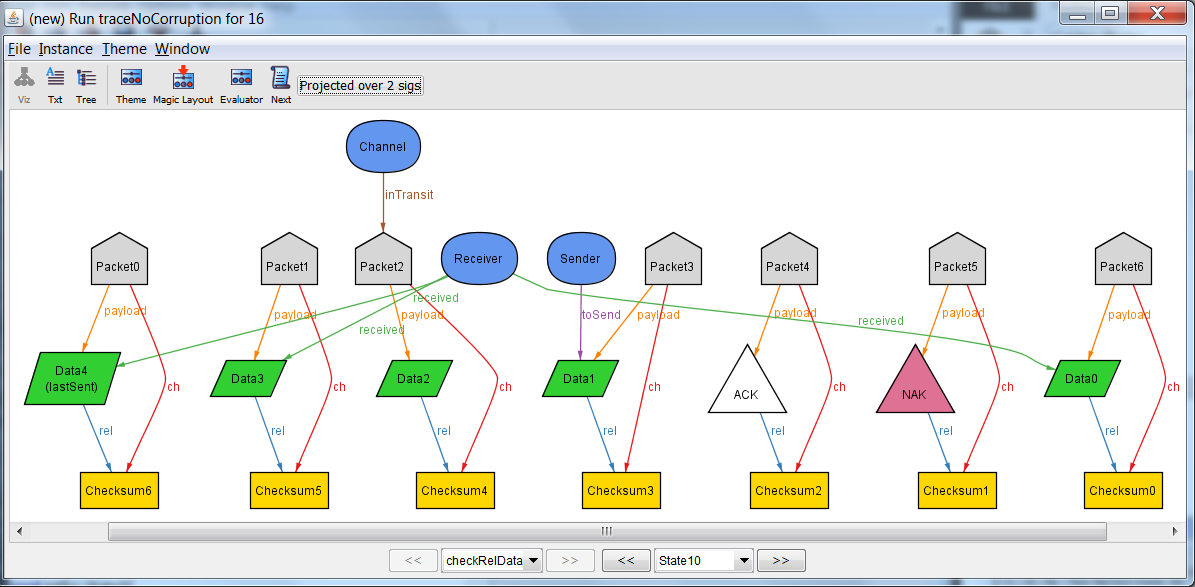 (new) Run traceNoCorruption for 16
File Instance Theme Window
Viz Txt Tree Theme Magic Layout Evaluator Next Projected over 2 sigs
Channel
inTransit
Packet0 Packet1 Packet2 Receiver Sender Packet3 Packet4 Packet5 Packet6
received
payload payload payload toSend payload payload received payload payload
received
Data4
(lastSent) Data3 Data2 Data1 ACK NAK Data0
ch ch ch ch ch ch ch
rel rel rel rel rel rel rel
Checksum6 Checksum5 Checksum4 Checksum3 Checksum2 Checksum1 Checksum0
<< checkRelData >> << State10 >>